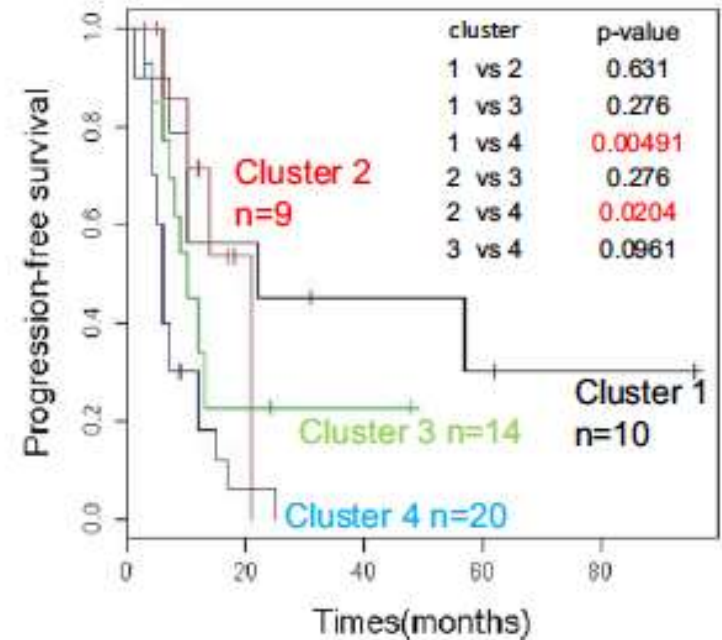 cluster p-value
1 vs 2 0.631
1 vs 3 0.276
1 vs 4 0.00491
2 vs 3 0.276
2 vs 4 0.0204
3 vs 4 0.0961
Cluster 2
n=9
Cluster 1
n=10
Cluster 3 n=14
Cluster 4 n=20
Progression-free survival
1.0
0.8
0.6
0.4
0.2
0.0
0 20 40 60 80
Times(months)